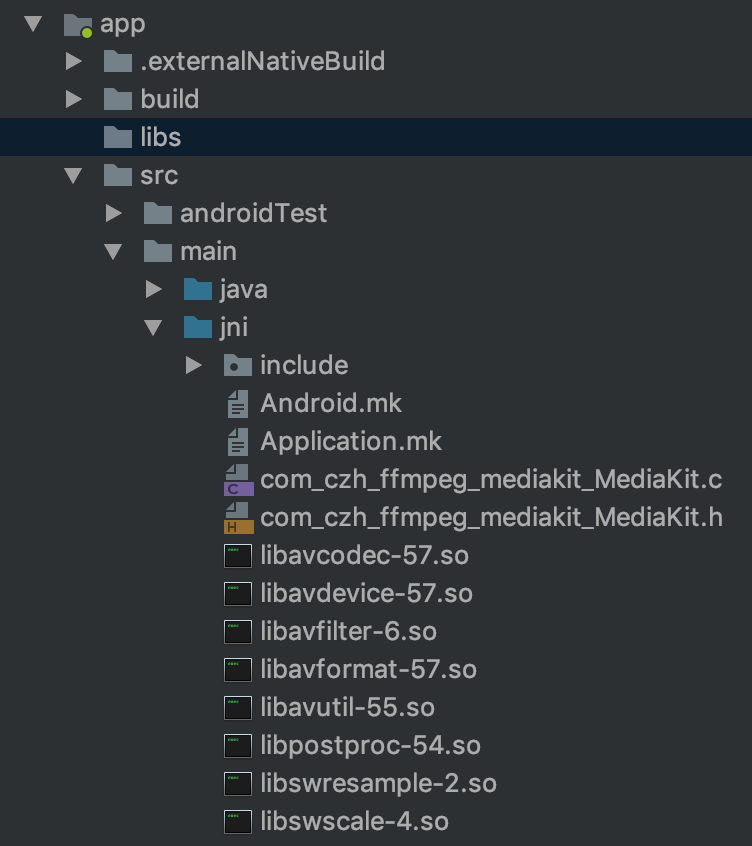 app
.externalNativeBuild
build
libs
src
androidTest
main
java
jni
include
Android.mk
Application.mk
com_czh_ffmpeg_mediakit_MediaKit.c
com_czh_ffmpeg_mediakit_MediaKit.h
libavcodec-57.so
libavdevice-57.so
libavfilter-6.so
libavformat-57.so
libavutil-55.so
libpostproc-54.so
libswresample-2.so
libswscale-4.so